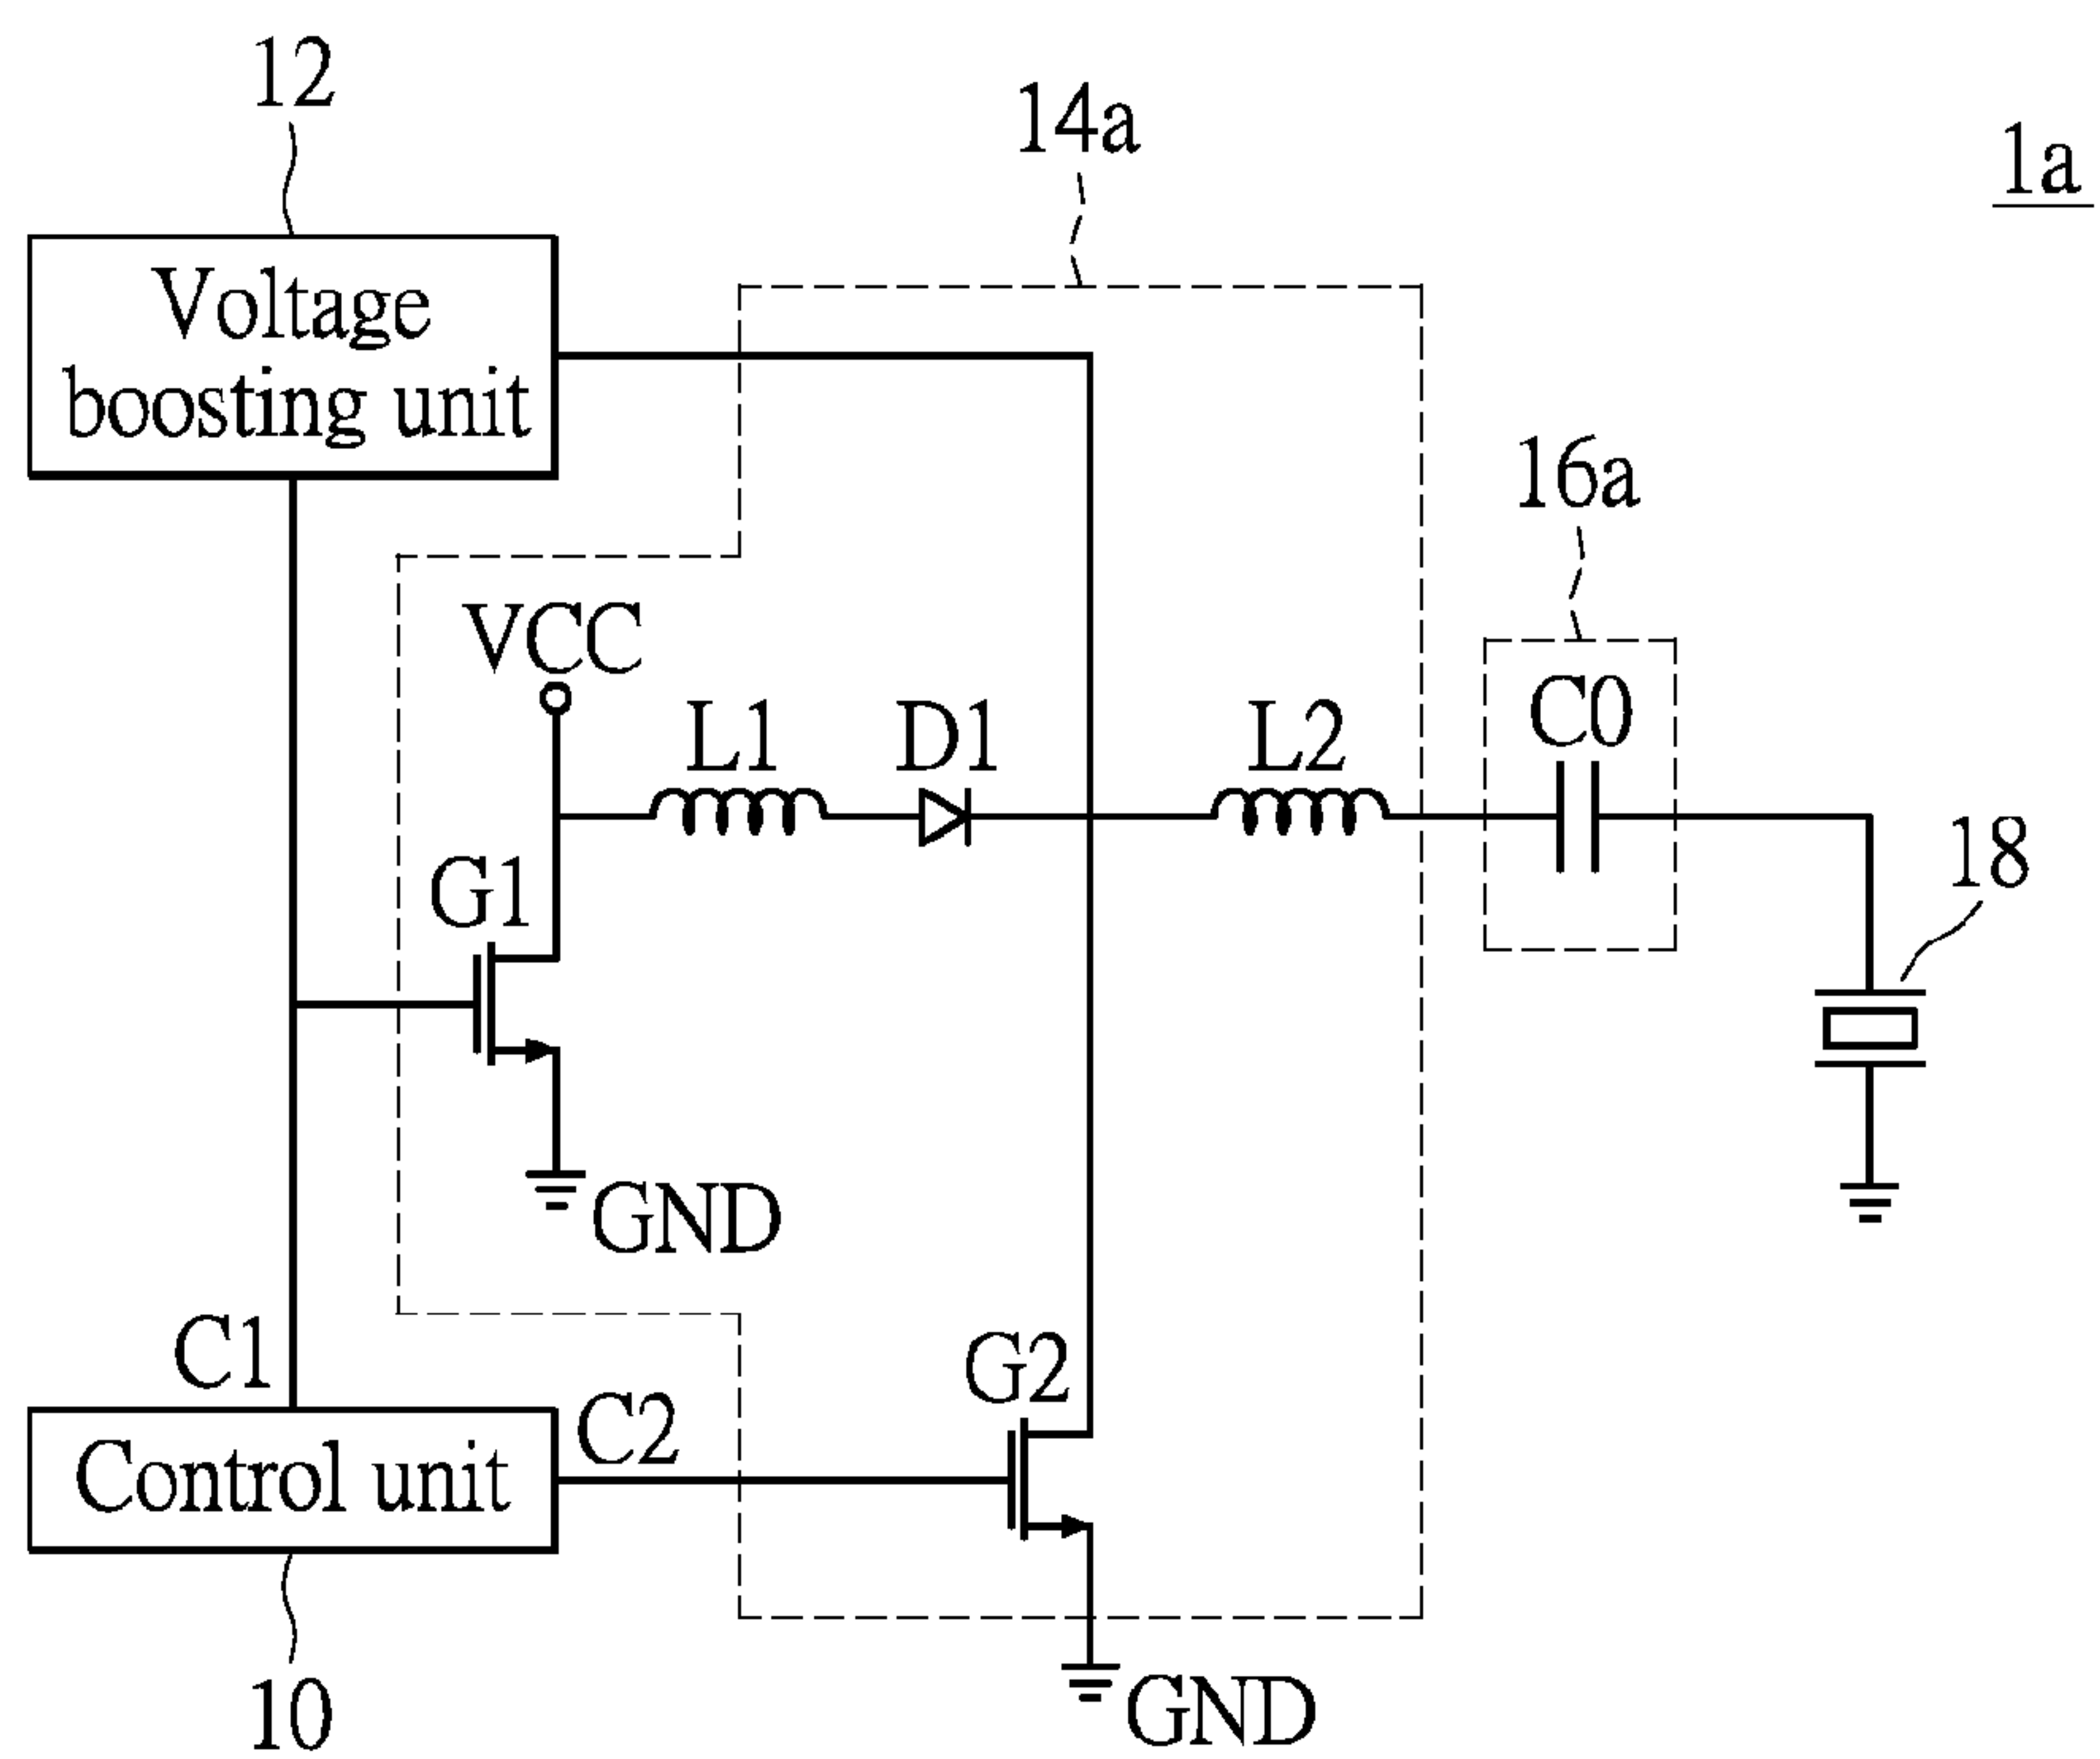 12
14a
1a
Voltage
boosting unit
16a
VCC
C0
L1
D1
L2
18
G1
GND
C1
G2
C2
Control unit
10
GND